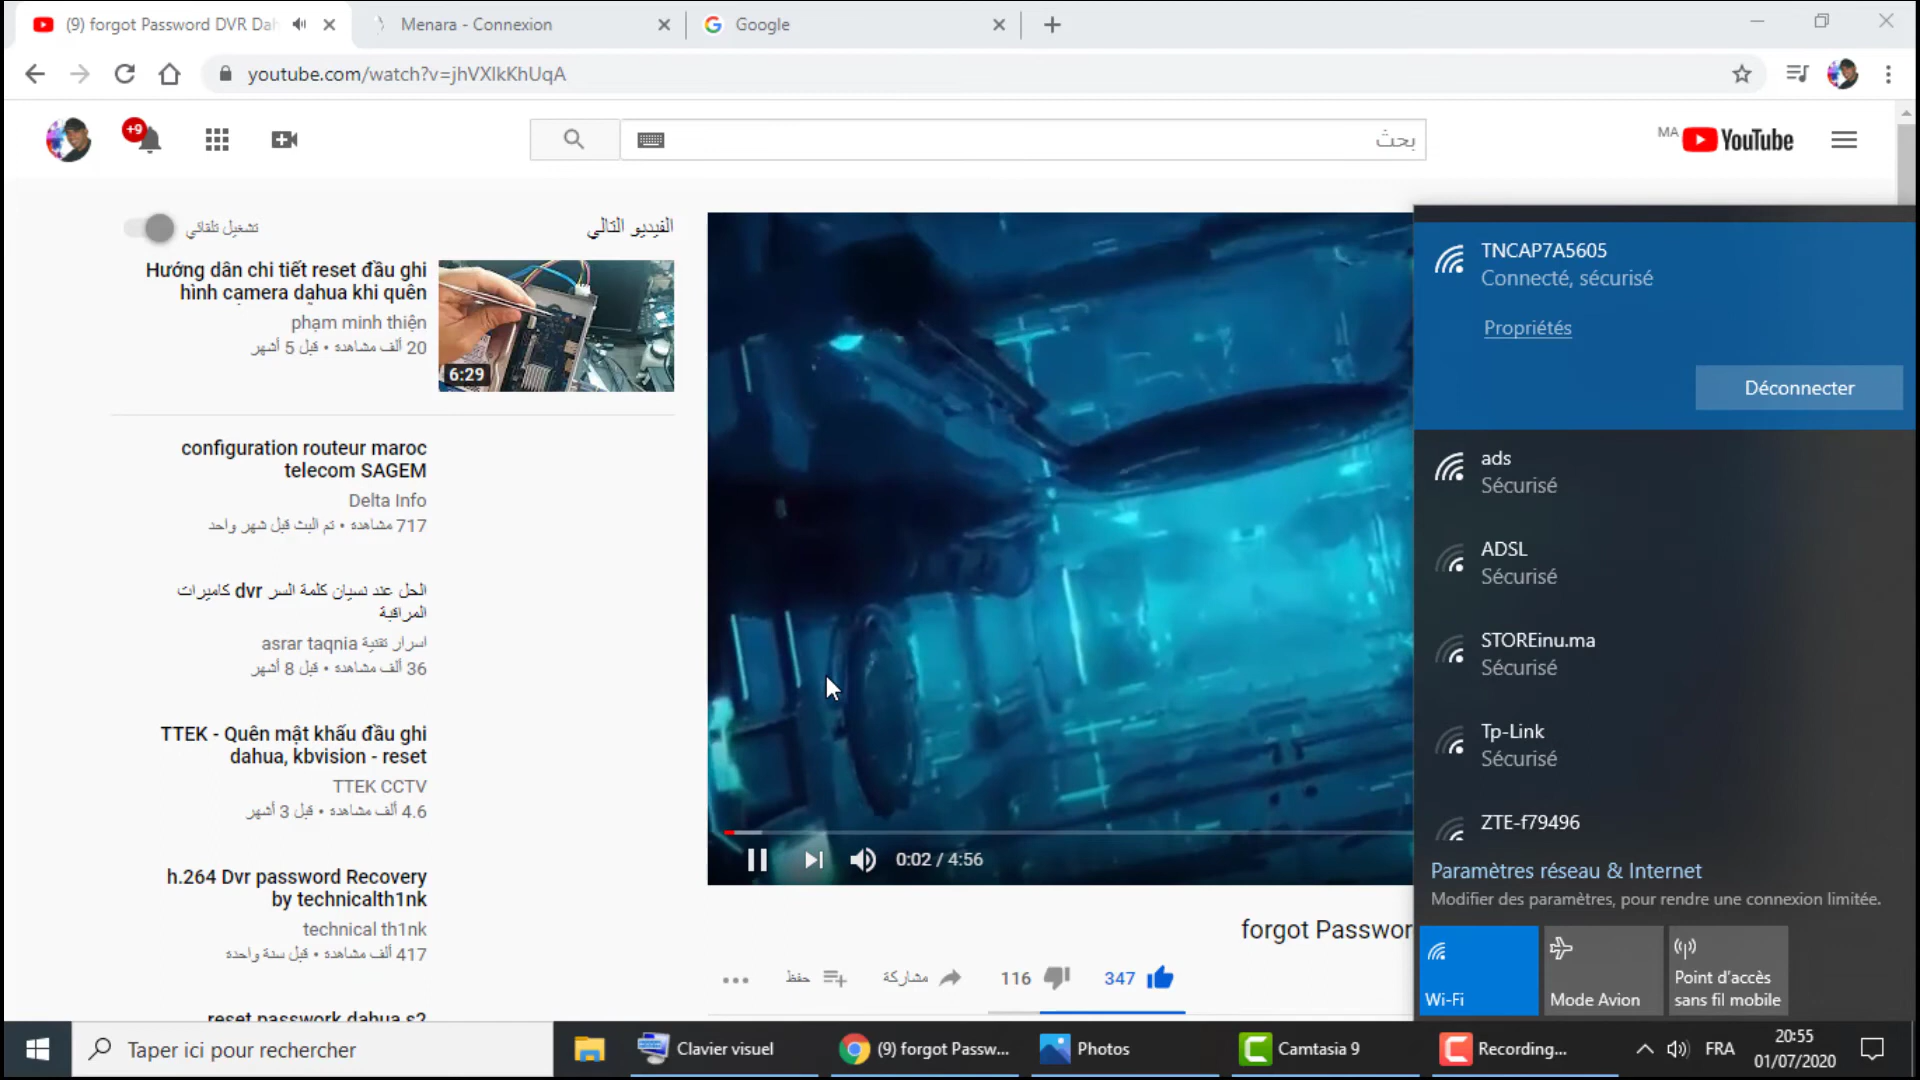 (9) forgot Password DVR Dah
Menara - Connexion
Google
youtube.com/watch?v=jhVXlkKhUqA
+9
بحث
MA
YouTube
تشغيل تلقائي
الفيديو التالي
Hướng dẫn chi tiết reset đầu ghi
hình camera dahua khi quên
phạm minh thiện
20 ألف مشاهدة • قبل 5 أشهر
6:29
configuration routeur maroc
telecom SAGEM
Delta Info
717 مشاهدة • تم البث قبل شهر واحد
الحل عند نسيان كلمة السر dvr كاميرات
المراقبة
اسرار تقنية asrar taqnia
36 ألف مشاهدة • قبل 8 أشهر
TTEK - Quên mật khẩu đầu ghi
dahua, kbvision - reset
TTEK CCTV
4.6 ألف مشاهدة • قبل 3 أشهر
h.264 Dvr password Recovery
by technicalth1nk
technical th1nk
417 ألف مشاهدة • قبل سنة واحدة
reset passwork dahua s2
0:02 / 4:56
forgot Passwor
حفظ
مشاركة
116
347
TNCAP7A5605
Connecté, sécurisé
Propriétés
Déconnecter
ads
Sécurisé
ADSL
Sécurisé
STOREinu.ma
Sécurisé
Tp-Link
Sécurisé
ZTE-f79496
Paramètres réseau & Internet
Modifier des paramètres, pour rendre une connexion limitée.
Wi-Fi
Mode Avion
Point d'accès
sans fil mobile
Taper ici pour rechercher
Clavier visuel
(9) forgot Passw...
Photos
Camtasia 9
Recording...
FRA
20:55
01/07/2020